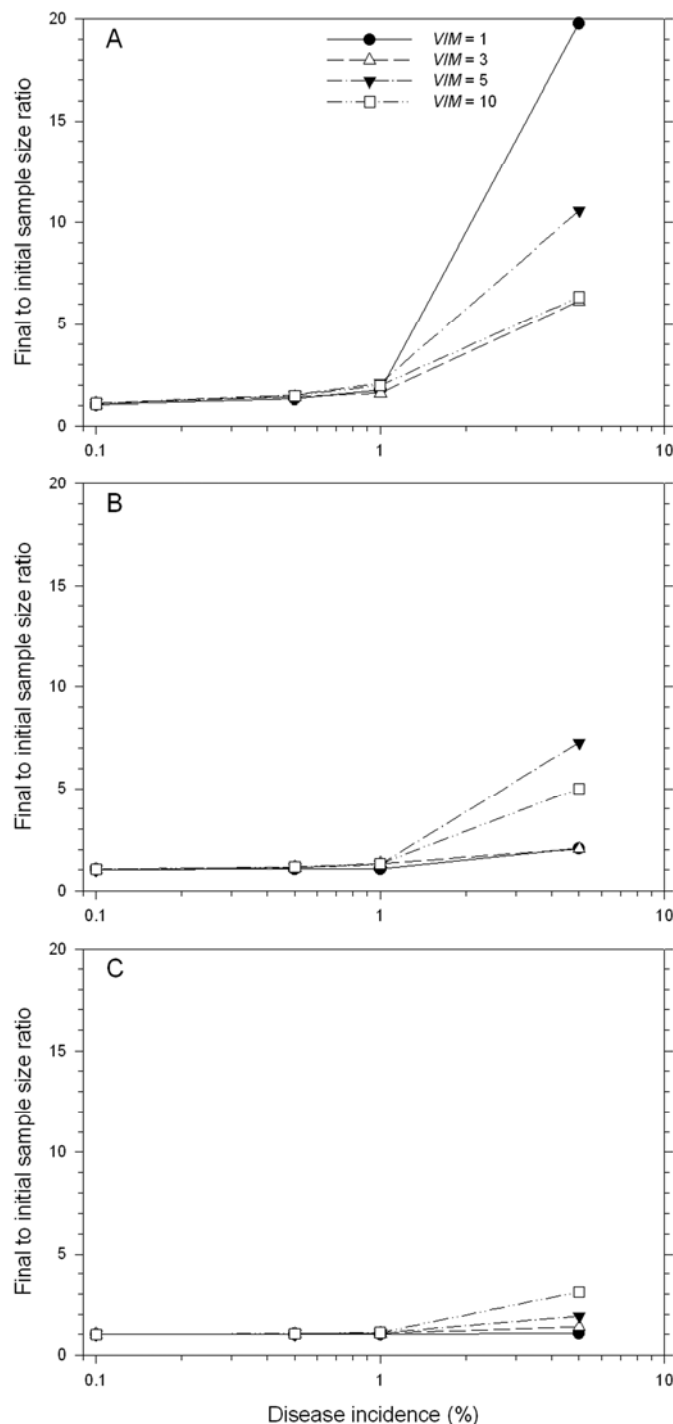 A
VIM = 1
VIM = 3
VIM = 5
VIM = 10
Final to initial sample size ratio
20
15
10
5
0
0.1
1
10
B
Final to initial sample size ratio
20
15
10
5
0
0.1
1
10
C
Final to initial sample size ratio
20
15
10
5
0
0.1
1
10
Disease incidence (%)